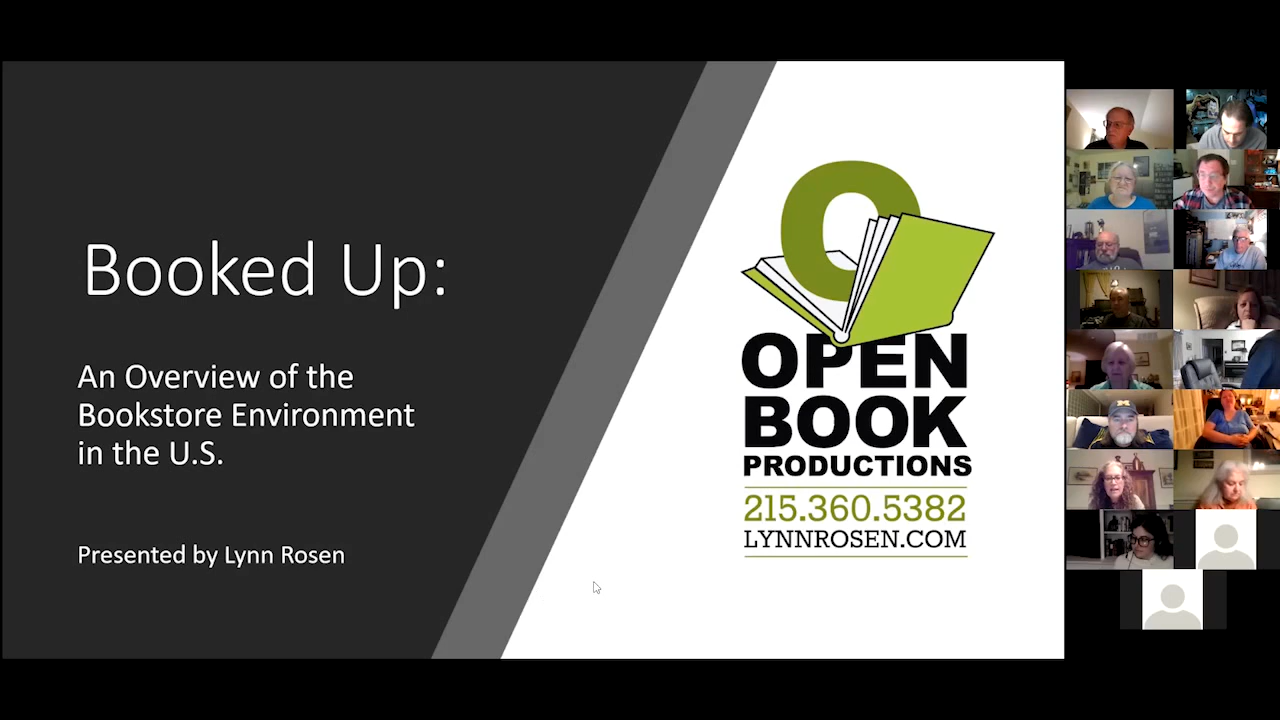 Booked Up:
An Overview of the
Bookstore Environment
in the U.S.
Presented by Lynn Rosen
O
OPEN
BOOK
PRODUCTIONS
215.360.5382
LYNNROSEN.COM